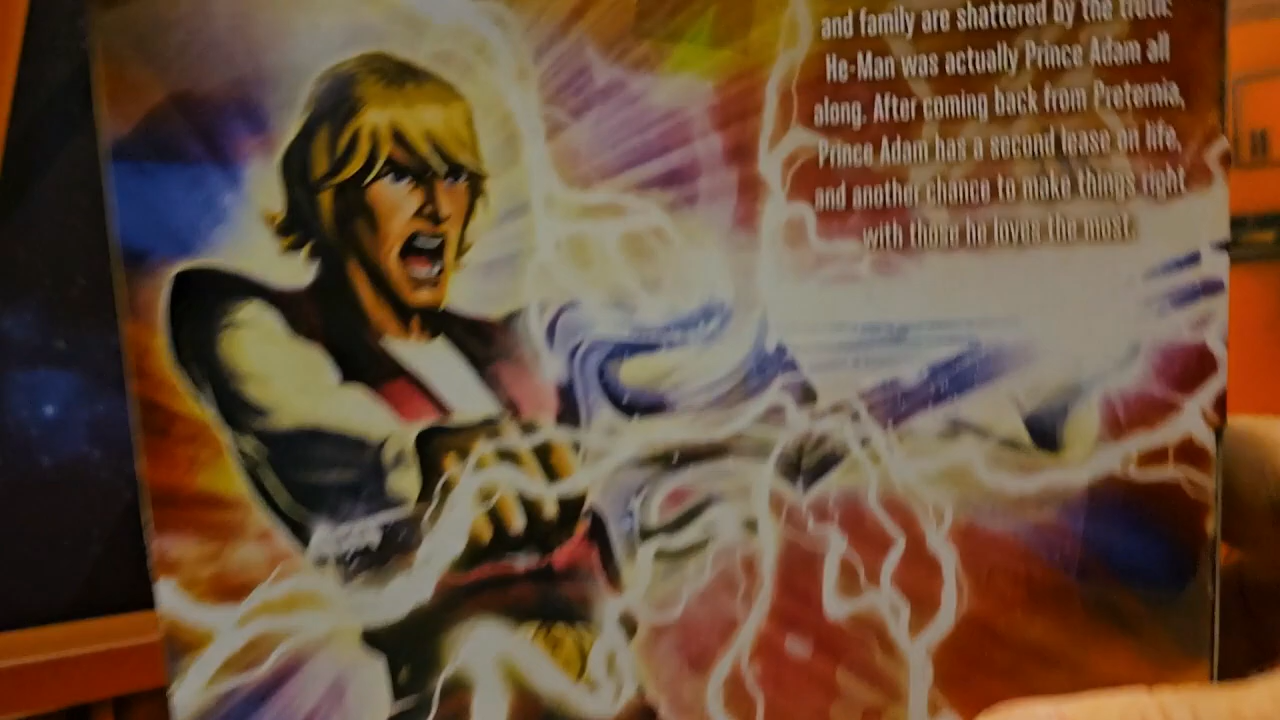 and family are shattered by the truth:
He-Man was actually Prince Adam all
along. After coming back from Preternia,
Prince Adam has a second lease on life,
and another chance to make things right
with those he loves the most.